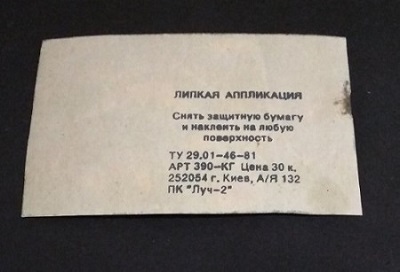 ЛИПКАЯ АППЛИКАЦИЯ
Снять защитную бумагу
и наклеить на любую
поверхность
ТУ 29.01-46-81
АРТ 390-КГ Цена 30 к.
252054 г. Киев, А/Я 132
ПК "Луч-2"